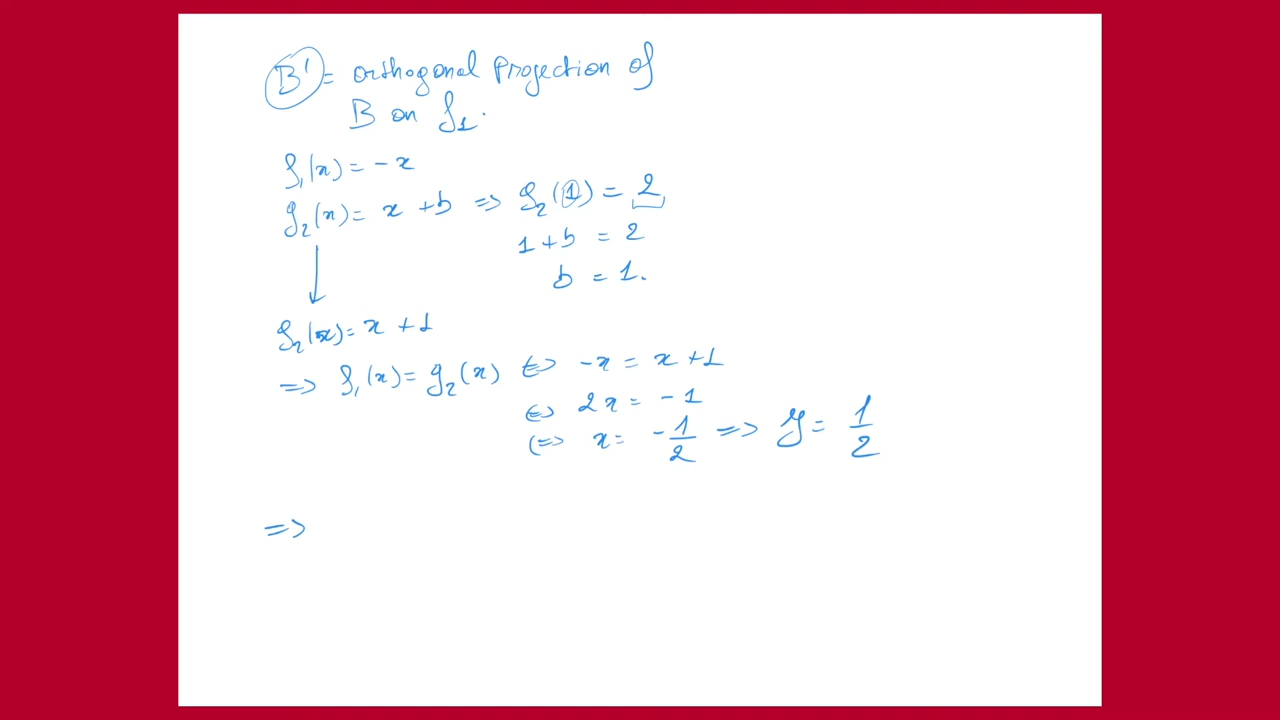 B' = orthogonal Projection of
B on f₁.
f₁(x) = - x
g₂(x) = x + b => g₂(1) = 2
1 + b = 2
b = 1.
g₂(x) = x + 1
=> f₁(x) = g₂(x) <=> -x = x + 1
<=> 2x = - 1
<=> x = - 1/2 => y = 1/2
=>